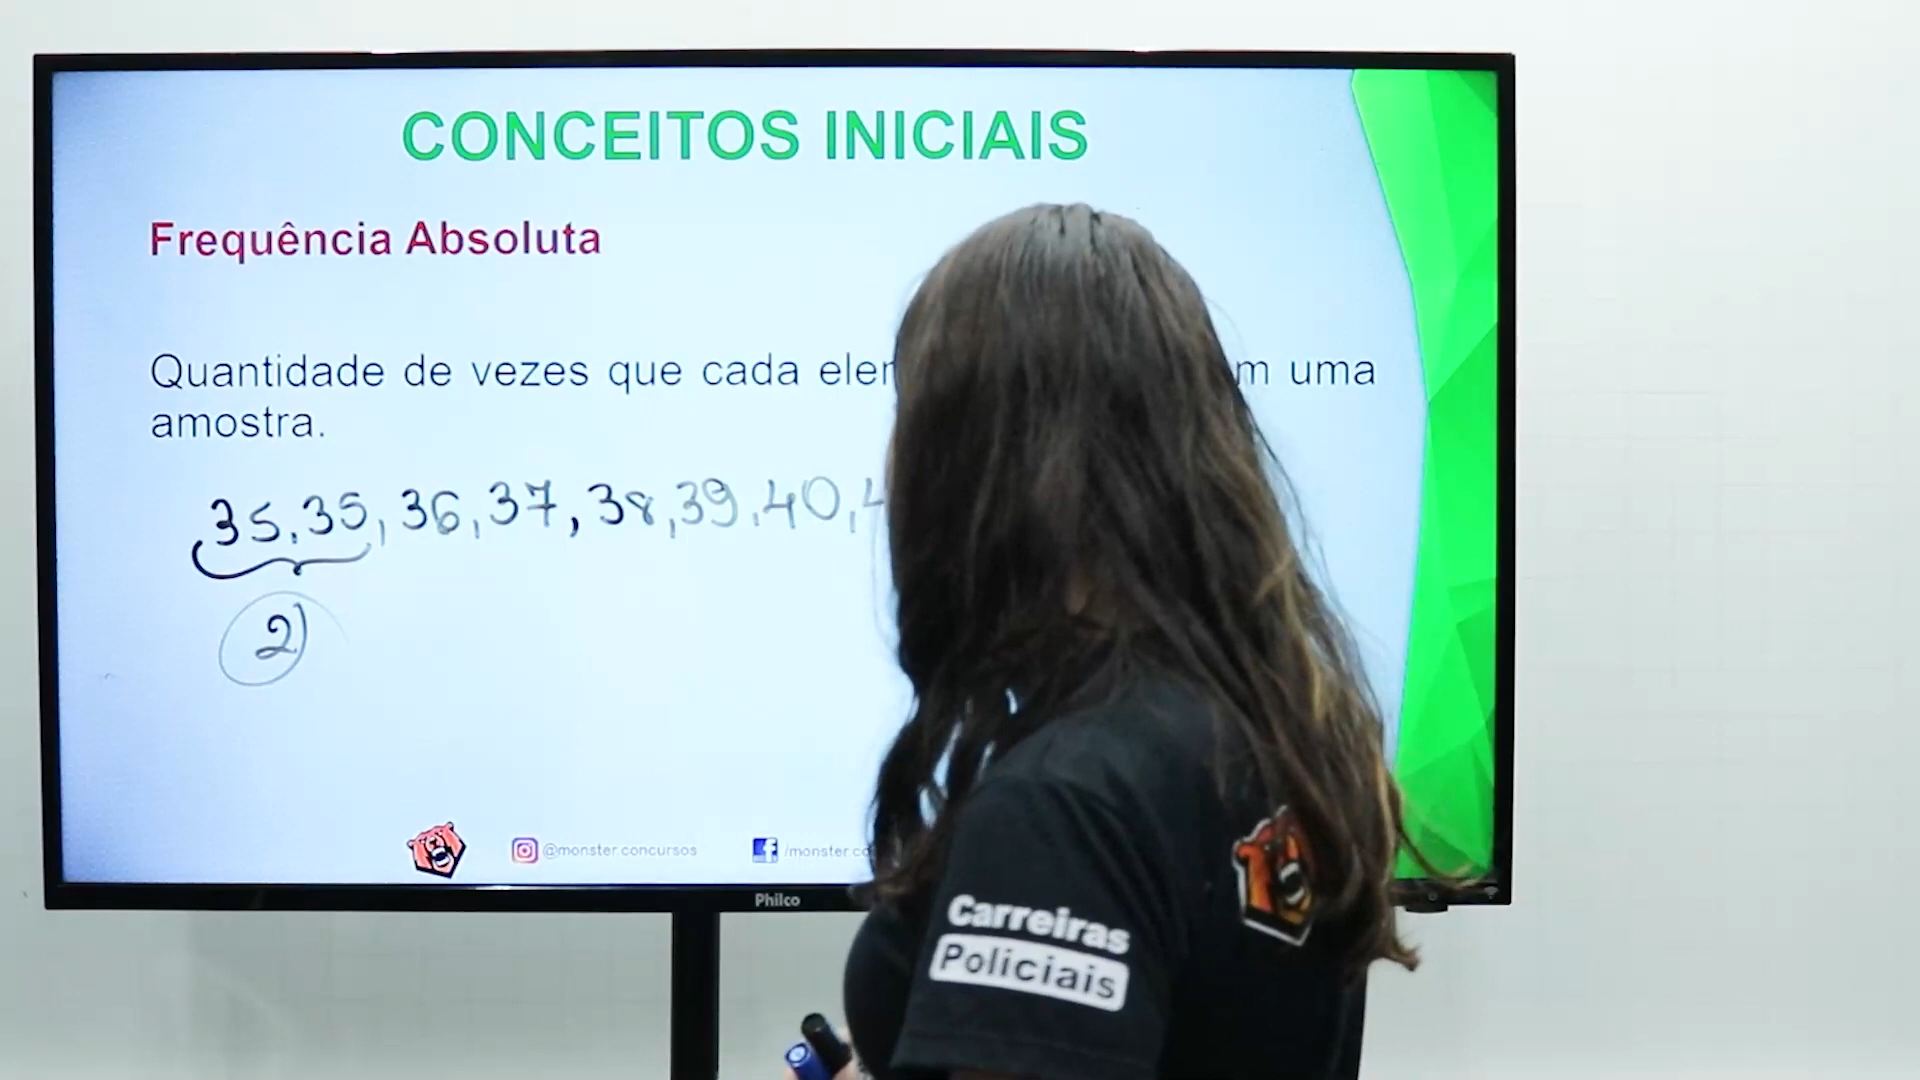 CONCEITOS INICIAIS
Frequência Absoluta
Quantidade de vezes que cada uma
amostra.
35, 35, 36, 37, 38, 39, 40,
2
@monster.concursos
Philco
Carreiras
Policiais